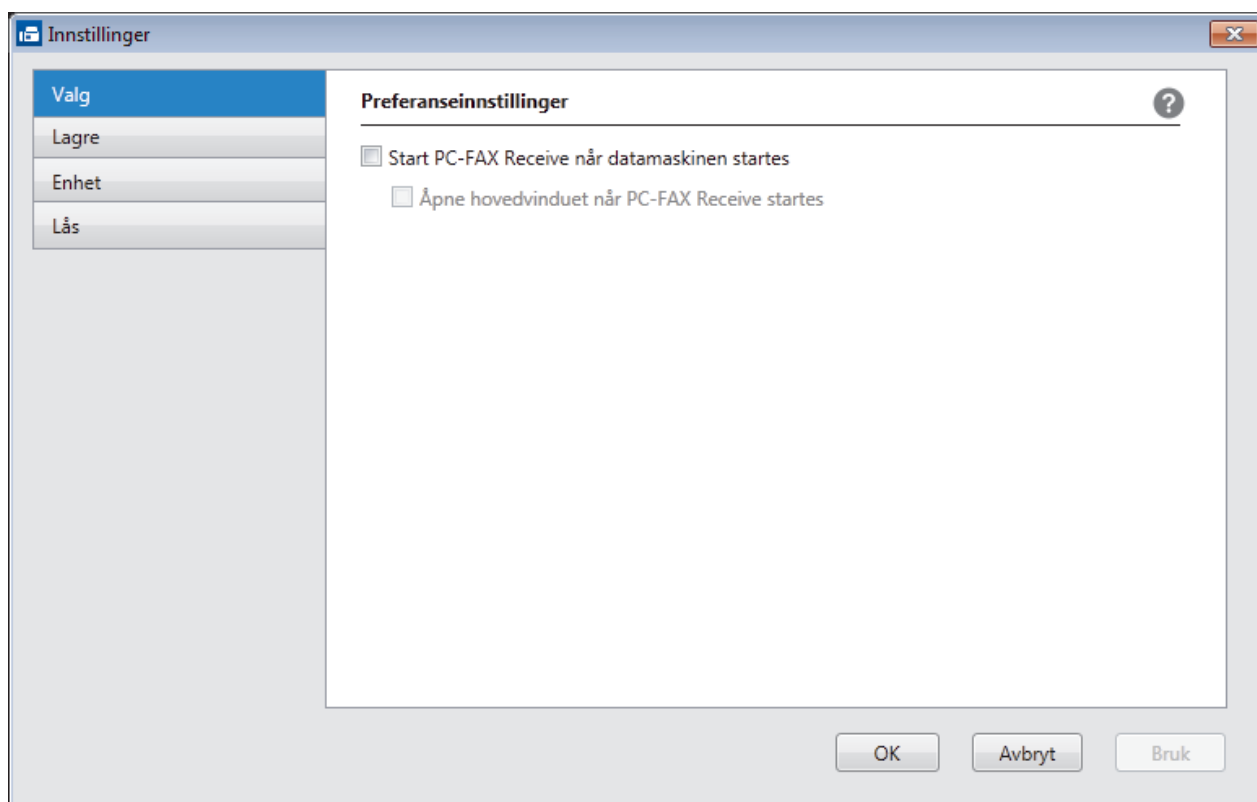 Innstillinger
Valg
Lagre
Enhet
Lås
Preferanseinnstillinger
?
Start PC-FAX Receive når datamaskinen startes
Åpne hovedvinduet når PC-FAX Receive startes
OK
Avbryt
Bruk